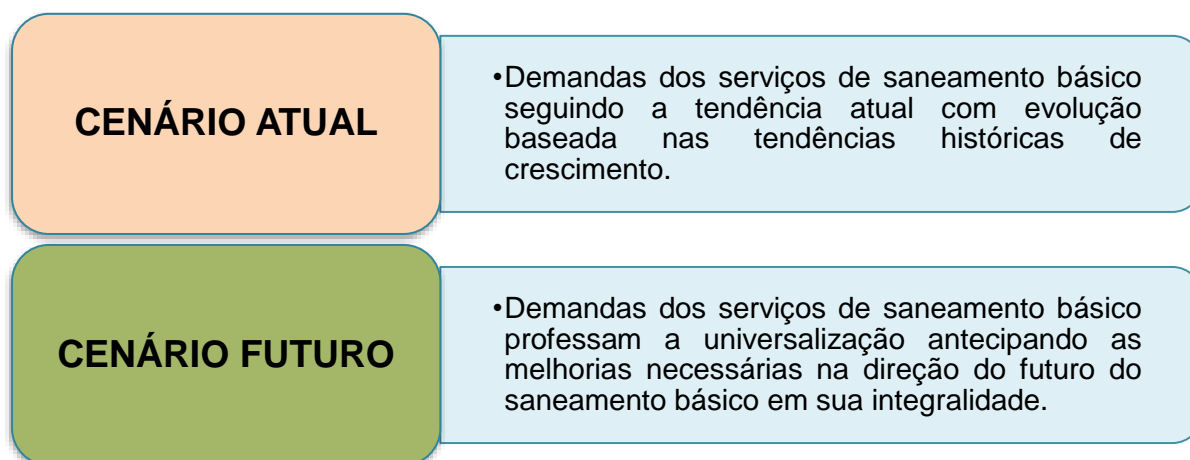 CENÁRIO ATUAL
•Demandas dos serviços de saneamento básico
seguindo a tendência atual com evolução
baseada nas tendências históricas de
crescimento.
CENÁRIO FUTURO
•Demandas dos serviços de saneamento básico
professam a universalização antecipando as
melhorias necessárias na direção do futuro do
saneamento básico em sua integralidade.